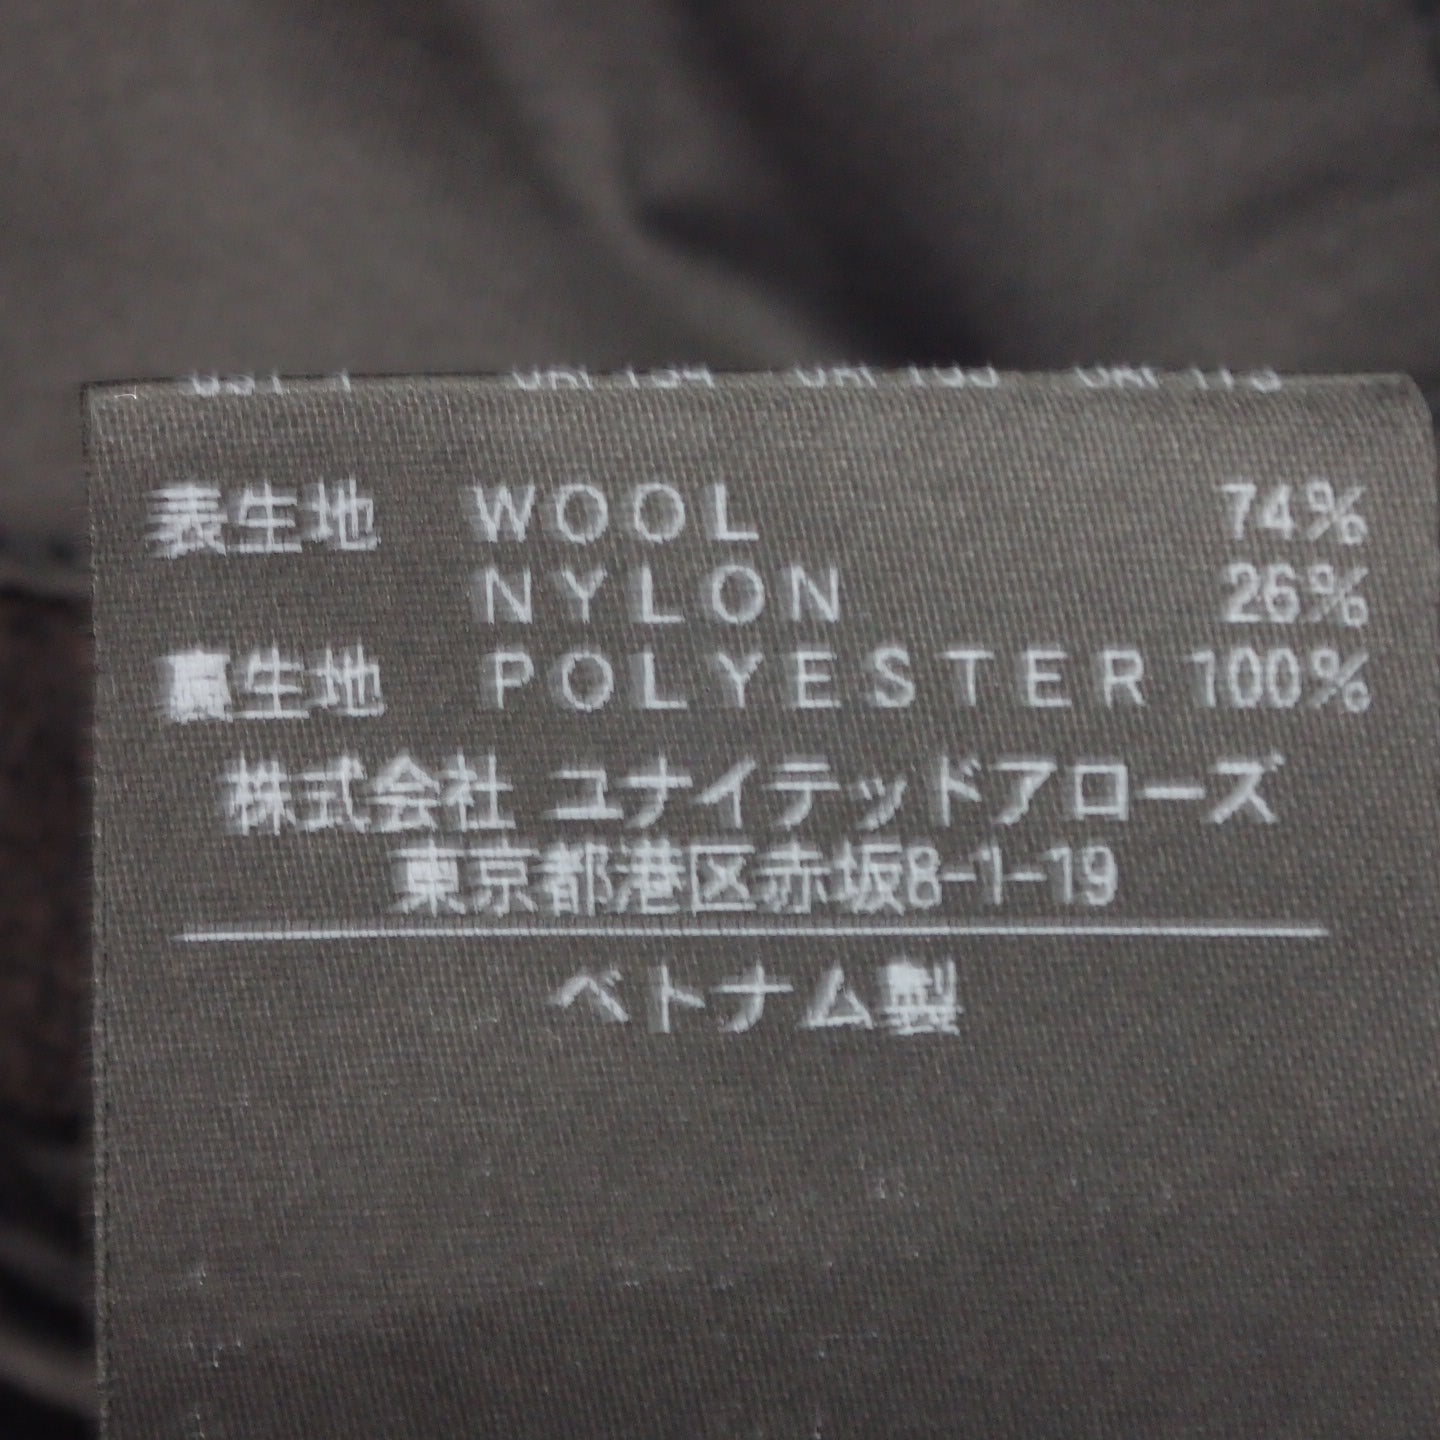 表生地 WOOL 74%
NYLON 26%
裏生地 POLYESTER 100%
株式会社 ユナイテッドアローズ
東京都港区赤坂8-1-19
ベトナム製